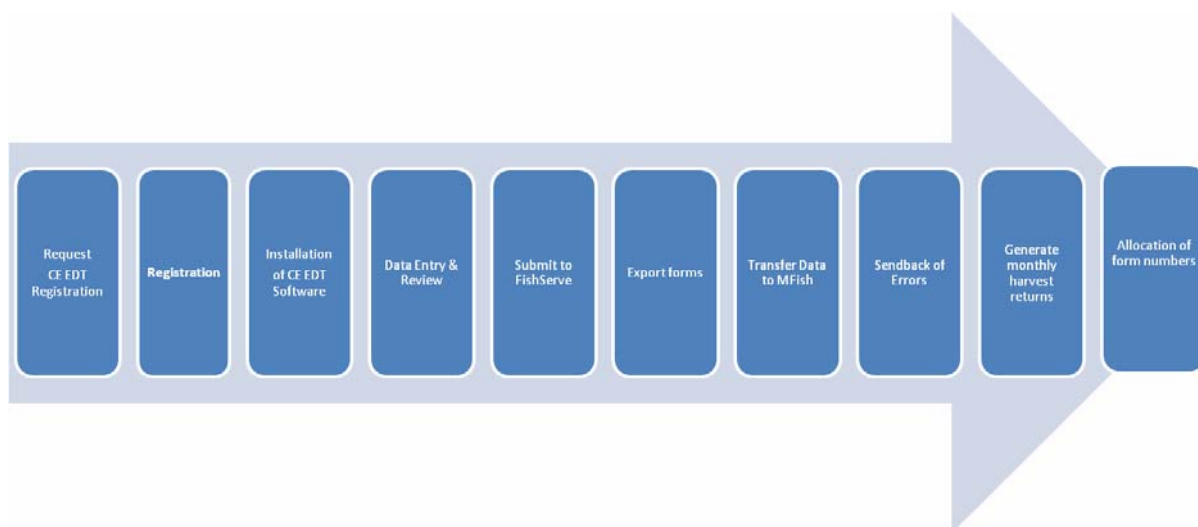 Request
CE EDT
Registration
Registration
Installation
of CE EDT
Software
Data Entry &
Review
Submit to
FishServe
Export forms
Transfer Data
to MFish
Sendback of
Errors
Generate
monthly
harvest
returns
Allocation of
form numbers